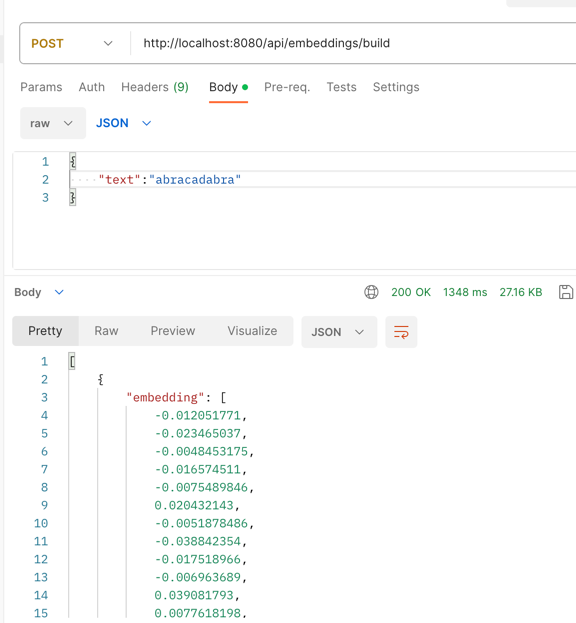 POST http://localhost:8080/api/embeddings/build
Params Auth Headers (9) Body Pre-req. Tests Settings
raw JSON
1 {
2 ····"text":"abracadabra"
3 }
Body 200 OK 1348 ms 27.16 KB
Pretty Raw Preview Visualize JSON
1 [
2 {
3 "embedding": [
4 -0.012051771,
5 -0.023465037,
6 -0.0048453175,
7 -0.016574511,
8 -0.0075489846,
9 0.020432143,
10 -0.0051878486,
11 -0.038842354,
12 -0.017518966,
13 -0.006963689,
14 0.039081793,
15 0.0077618198,